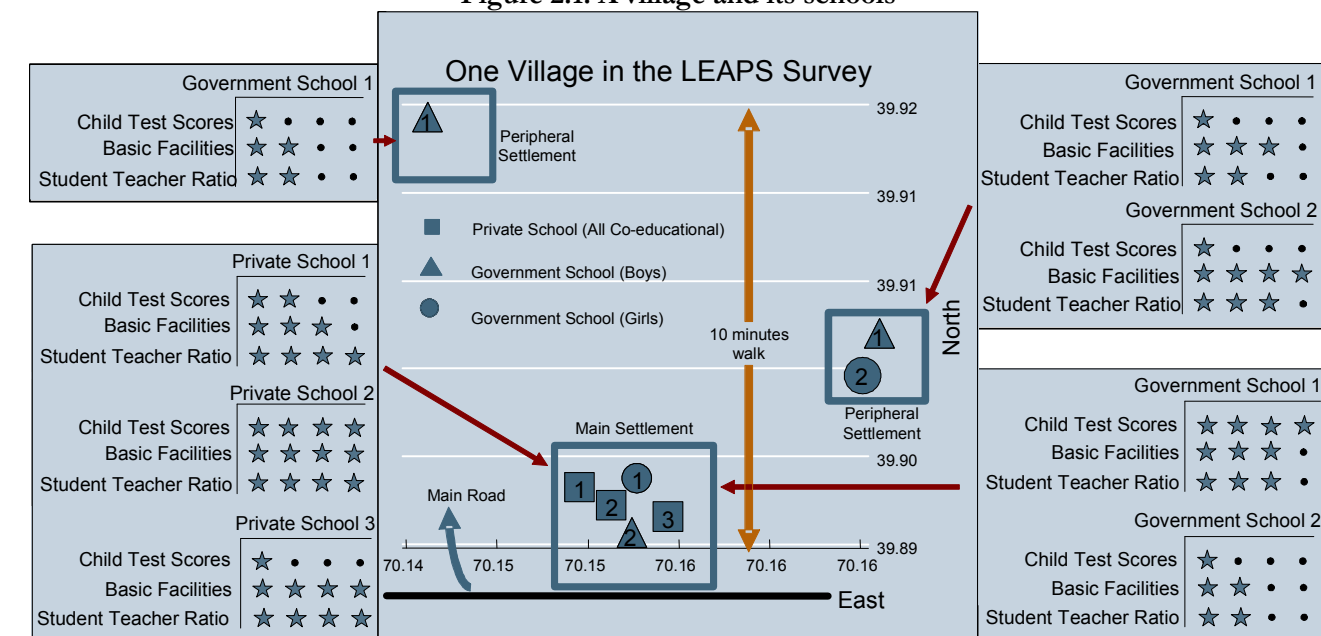 Figure 2.1. A village and its schools
One Village in the LEAPS Survey
Government School 1
Child Test Scores
Basic Facilities
Student Teacher Ratio
Private School 1
Child Test Scores
Basic Facilities
Student Teacher Ratio
Private School 2
Child Test Scores
Basic Facilities
Student Teacher Ratio
Private School 3
Child Test Scores
Basic Facilities
Student Teacher Ratio
1
Peripheral
Settlement
Private School (All Co-educational)
Government School (Boys)
Government School (Girls)
39.92
39.91
39.91
39.90
39.89
10 minutes
walk
North
1
2
Peripheral
Settlement
Main Settlement
1
1
2
3
2
Main Road
70.14
70.15
70.15
70.16
70.16
70.16
East
Government School 1
Child Test Scores
Basic Facilities
Student Teacher Ratio
Government School 2
Child Test Scores
Basic Facilities
Student Teacher Ratio
Government School 1
Child Test Scores
Basic Facilities
Student Teacher Ratio
Government School 2
Child Test Scores
Basic Facilities
Student Teacher Ratio